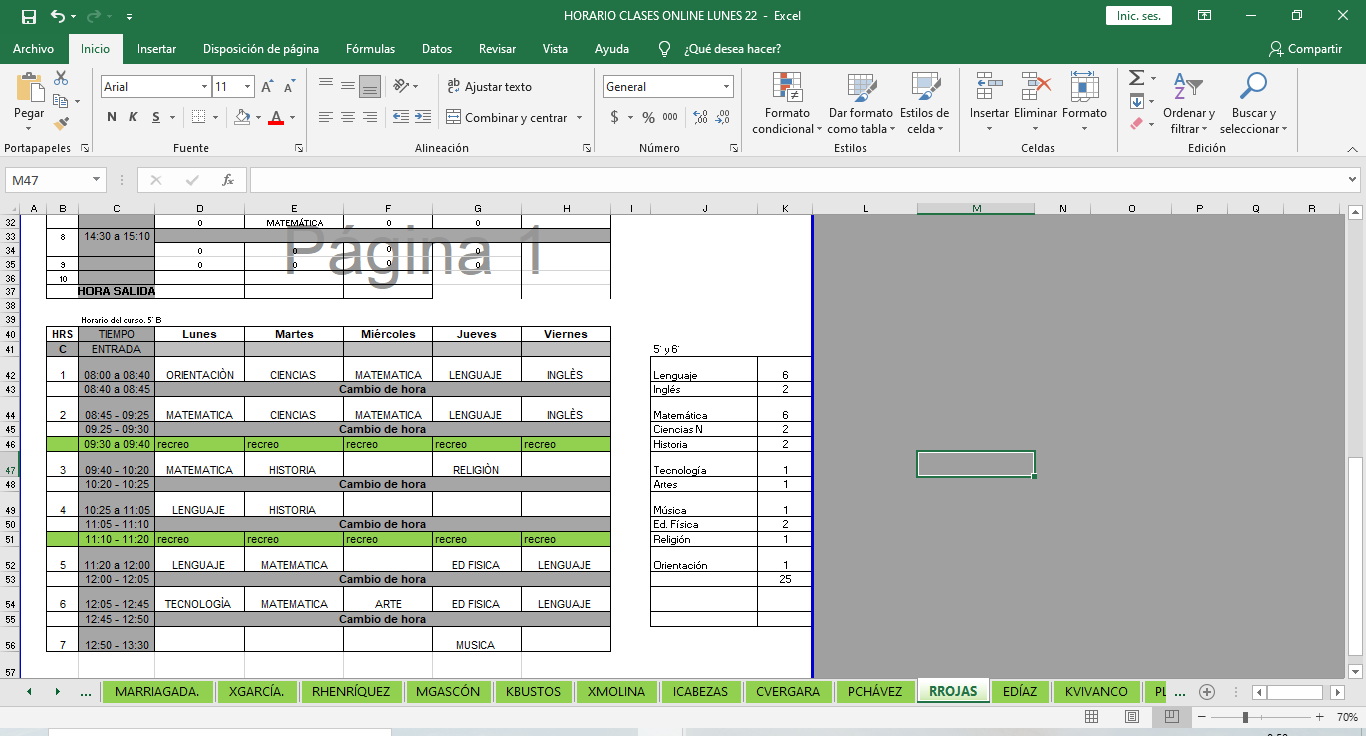 HORARIO CLASES ONLINE LUNES 22 - Excel
Inic. ses.
Archivo Inicio Insertar Disposición de página Fórmulas Datos Revisar Vista Ayuda ¿Qué desea hacer? Compartir
Pegar
Arial 11
N K S
Ajustar texto
Combinar y centrar
General
$ % 000
Formato condicional
Dar formato como tabla
Estilos de celda
Insertar Eliminar Formato
Ordenar y filtrar
Buscar y seleccionar
Portapapeles Fuente Alineación Número Estilos Celdas Edición
M47 fx
A B C D E F G H I J K L M N O P Q R
32 0 MATEMÁTICA 0 0
33 8 14:30 a 15:10
Página 1
34 0 0 0 0
35 9 0 0 0 0
36 10
37 HORA SALIDA
38
39 Horario del curso. 5° B
40 HRS TIEMPO Lunes Martes Miércoles Jueves Viernes
41 C ENTRADA 5° y 6°
42 1 08:00 a 08:40 ORIENTACIÒN CIENCIAS MATEMATICA LENGUAJE INGLÈS Lenguaje 6
43 08:40 a 08:45 Cambio de hora Inglés 2
44 2 08:45 - 09:25 MATEMATICA CIENCIAS MATEMATICA LENGUAJE INGLÈS Matemática 6
45 09.25 - 09:30 Cambio de hora Ciencias N 2
46 09:30 a 09:40 recreo recreo recreo recreo recreo Historia 2
47 3 09:40 - 10:20 MATEMATICA HISTORIA RELIGIÒN Tecnología 1
48 10:20 - 10:25 Cambio de hora Artes 1
49 4 10:25 a 11:05 LENGUAJE HISTORIA Música 1
50 11:05 - 11:10 Cambio de hora Ed. Física 2
51 11:10 - 11:20 recreo recreo recreo recreo recreo Religión 1
52 5 11:20 a 12:00 LENGUAJE MATEMATICA ED FISICA LENGUAJE Orientación 1
53 12:00 - 12:05 Cambio de hora 25
54 6 12:05 - 12:45 TECNOLOGÍA MATEMATICA ARTE ED FISICA LENGUAJE
55 12:45 - 12:50 Cambio de hora
56 7 12:50 - 13:30 MUSICA
57
... MARRIAGADA. XGARCÍA. RHENRÍQUEZ MGASCÓN KBUSTOS XMOLINA ICABEZAS CVERGARA PCHÁVEZ RROJAS EDÍAZ KVIVANCO ...
70%